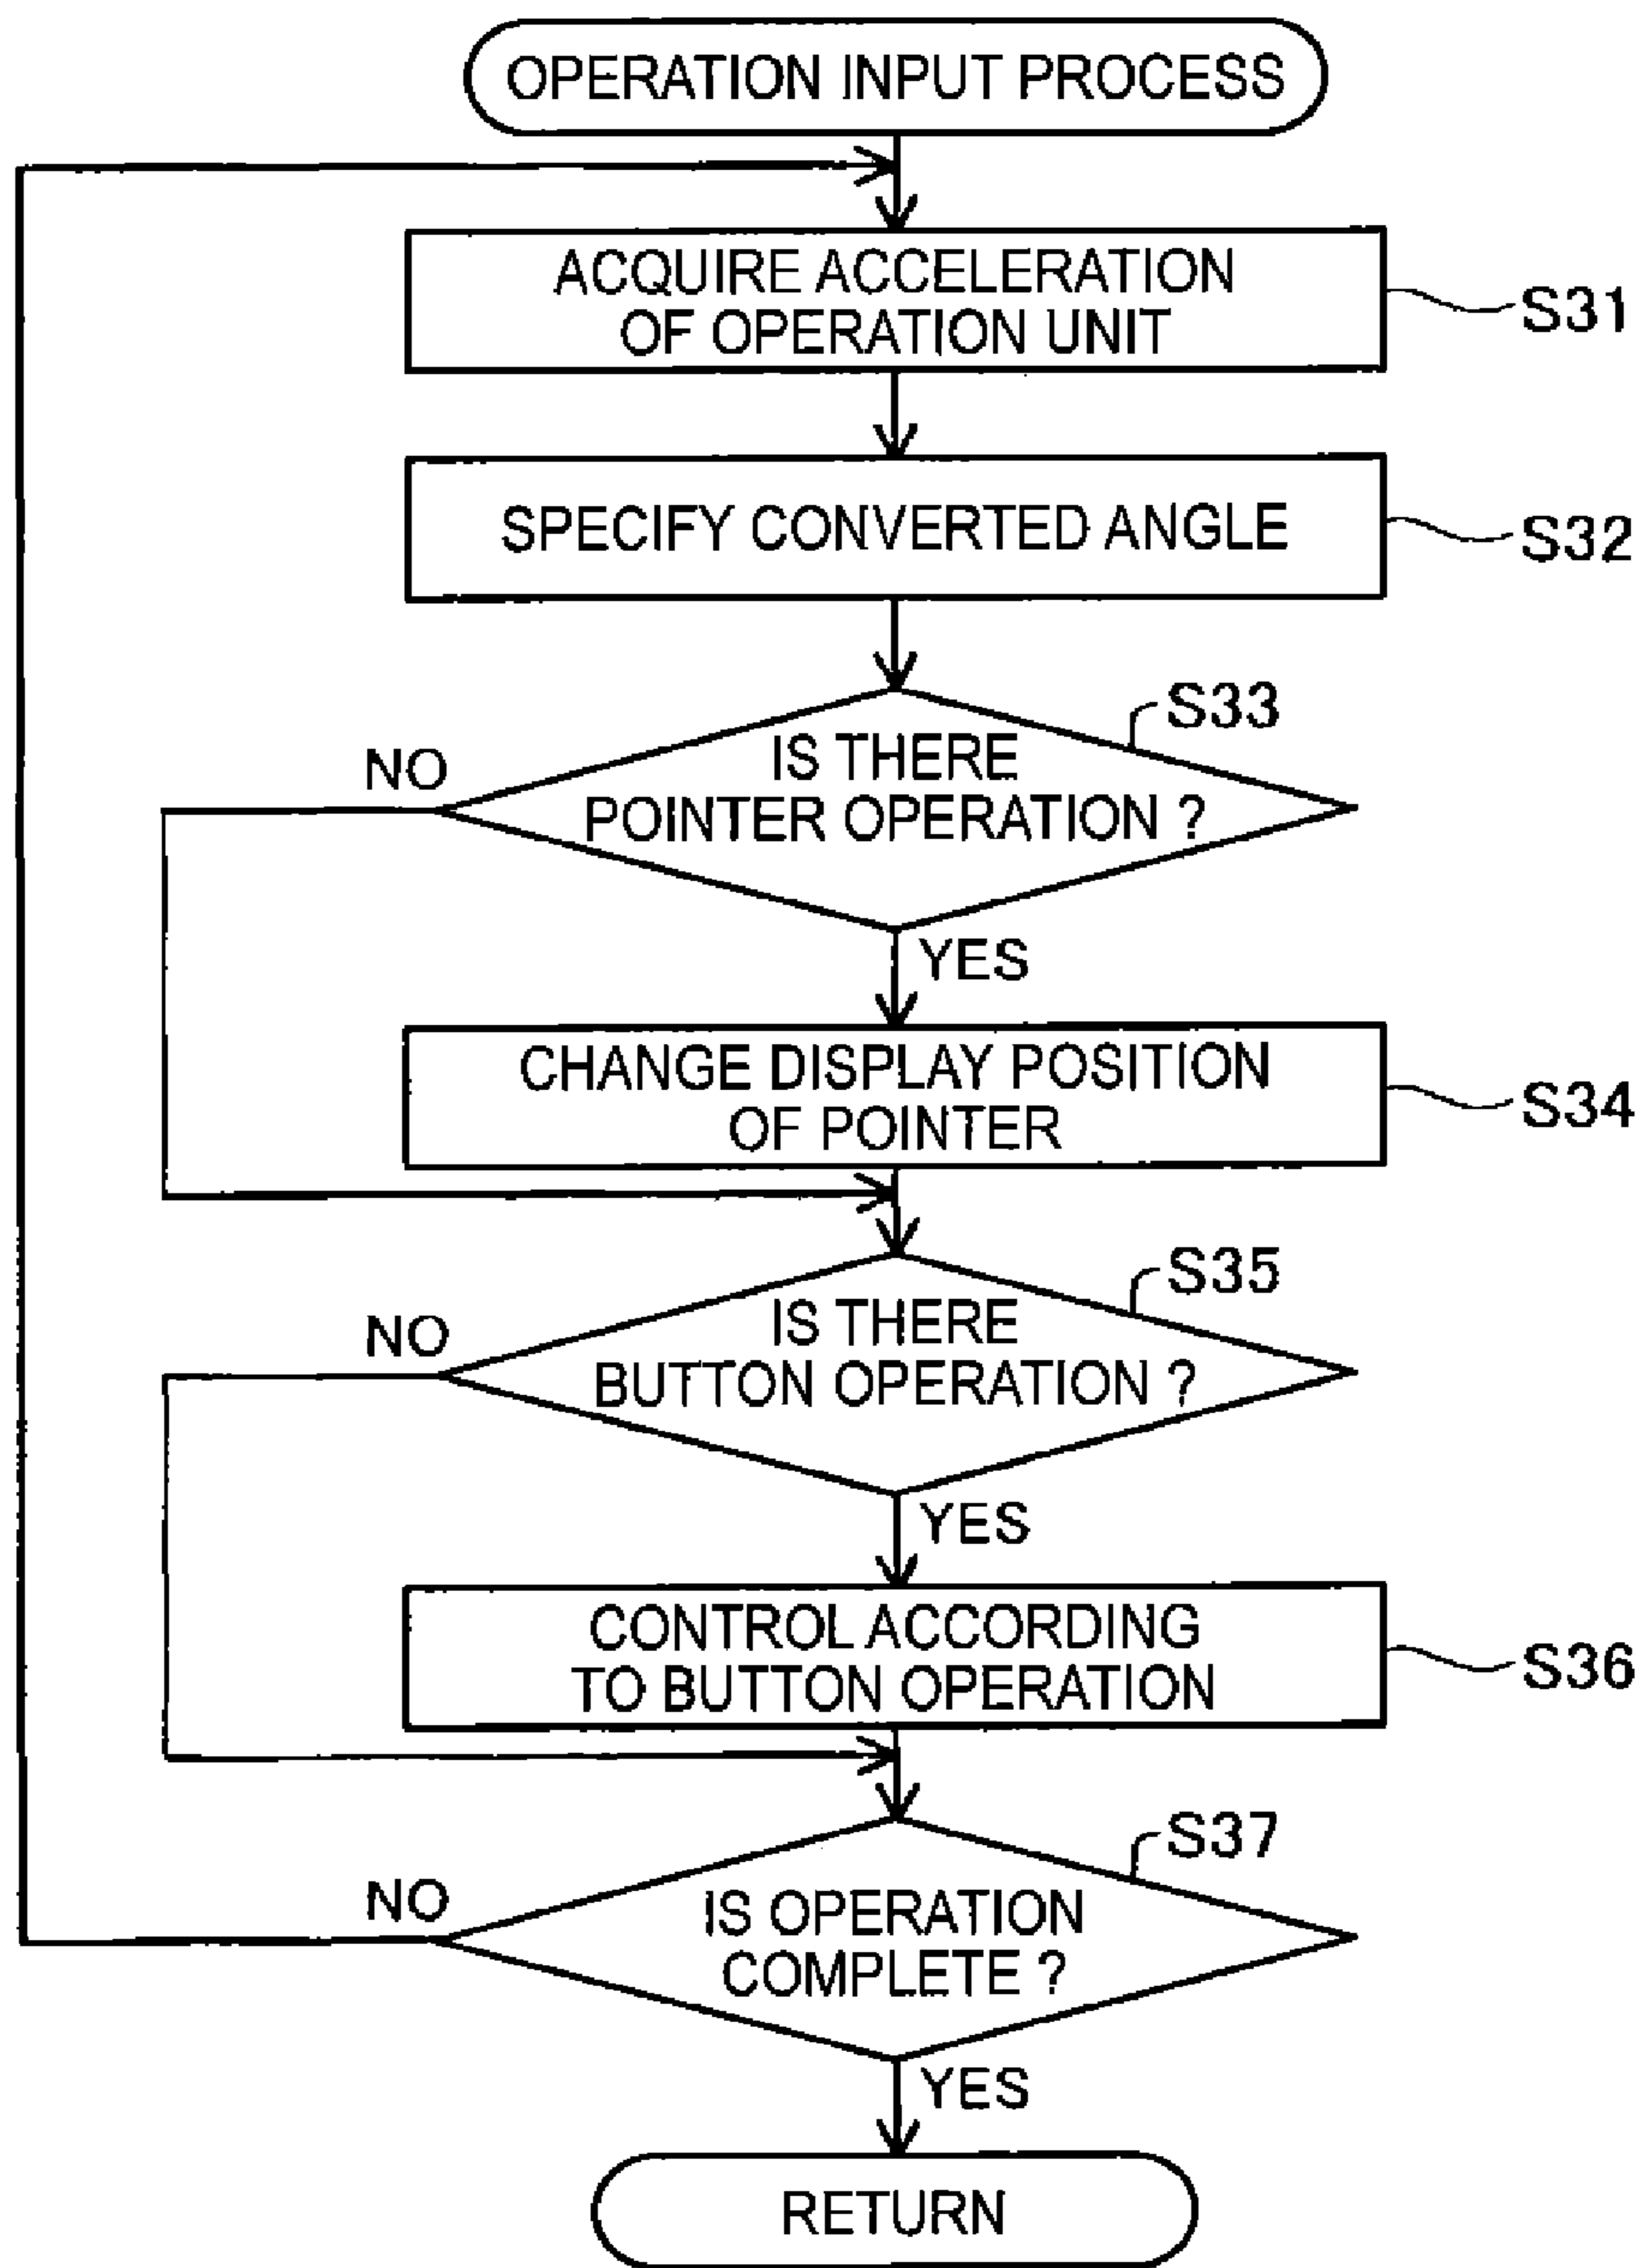 OPERATION INPUT PROCESS
ACQUIRE ACCELERATION
OF OPERATION UNIT
S31
SPECIFY CONVERTED ANGLE
S32
S33
NO
IS THERE
POINTER OPERATION ?
YES
CHANGE DISPLAY POSITION
OF POINTER
S34
S35
NO
IS THERE
BUTTON OPERATION ?
YES
CONTROL ACCORDING
TO BUTTON OPERATION
S36
S37
NO
IS OPERATION
COMPLETE ?
YES
RETURN